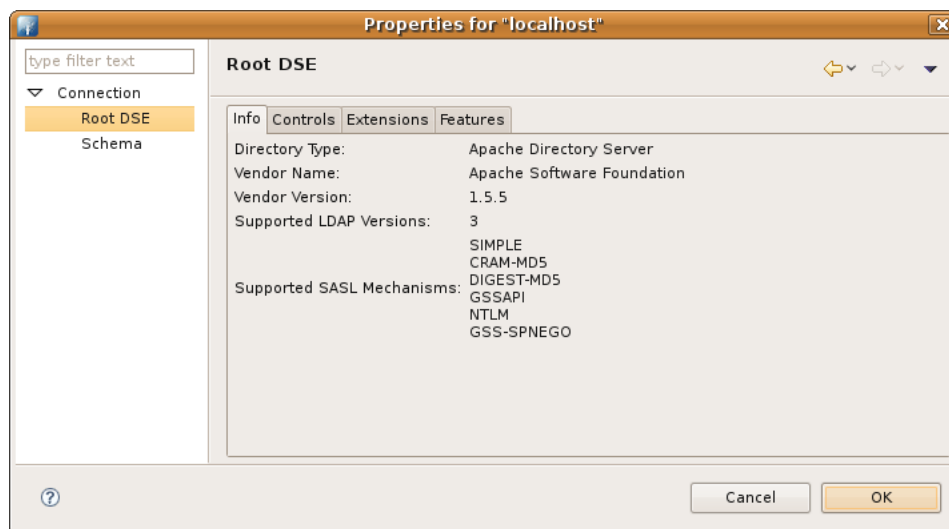 Properties for "localhost"
type filter text
Connection
Root DSE
Schema
Root DSE
Info Controls Extensions Features
Directory Type: Apache Directory Server
Vendor Name: Apache Software Foundation
Vendor Version: 1.5.5
Supported LDAP Versions: 3
Supported SASL Mechanisms:
SIMPLE
CRAM-MD5
DIGEST-MD5
GSSAPI
NTLM
GSS-SPNEGO
Cancel OK